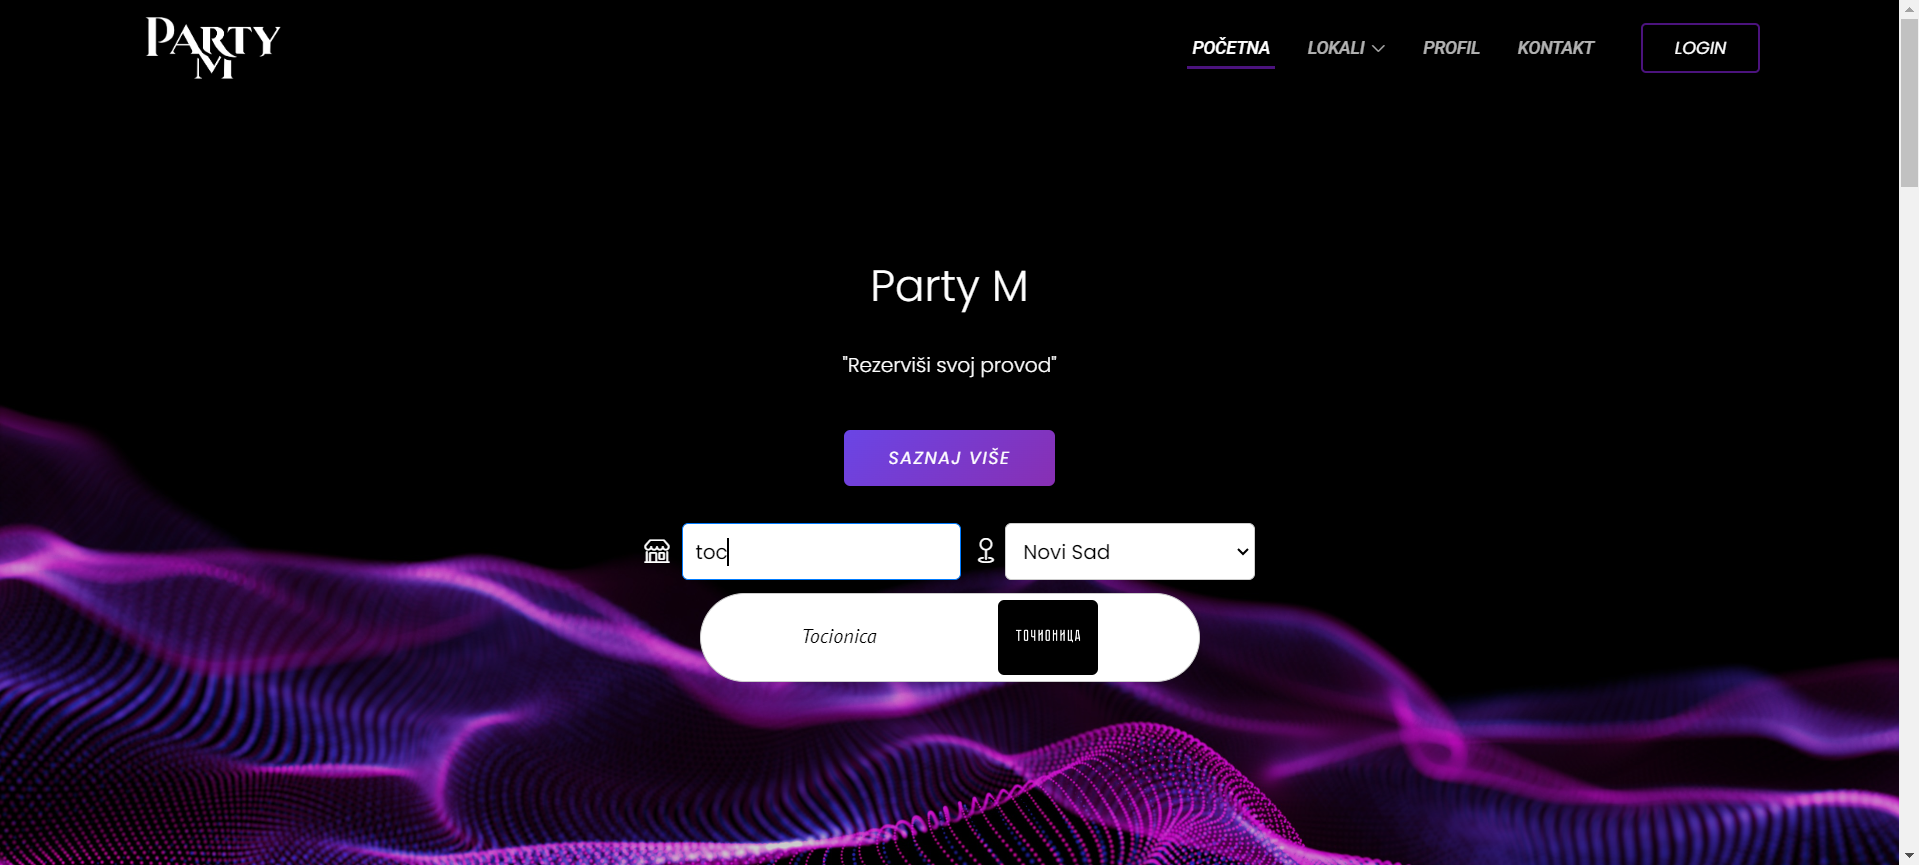 PARTY
M
POČETNA LOKALI PROFIL KONTAKT LOGIN
Party M
"Rezerviši svoj provod"
SAZNAJ VIŠE
toc Novi Sad
Tocionica ТОЧИОНИЦА